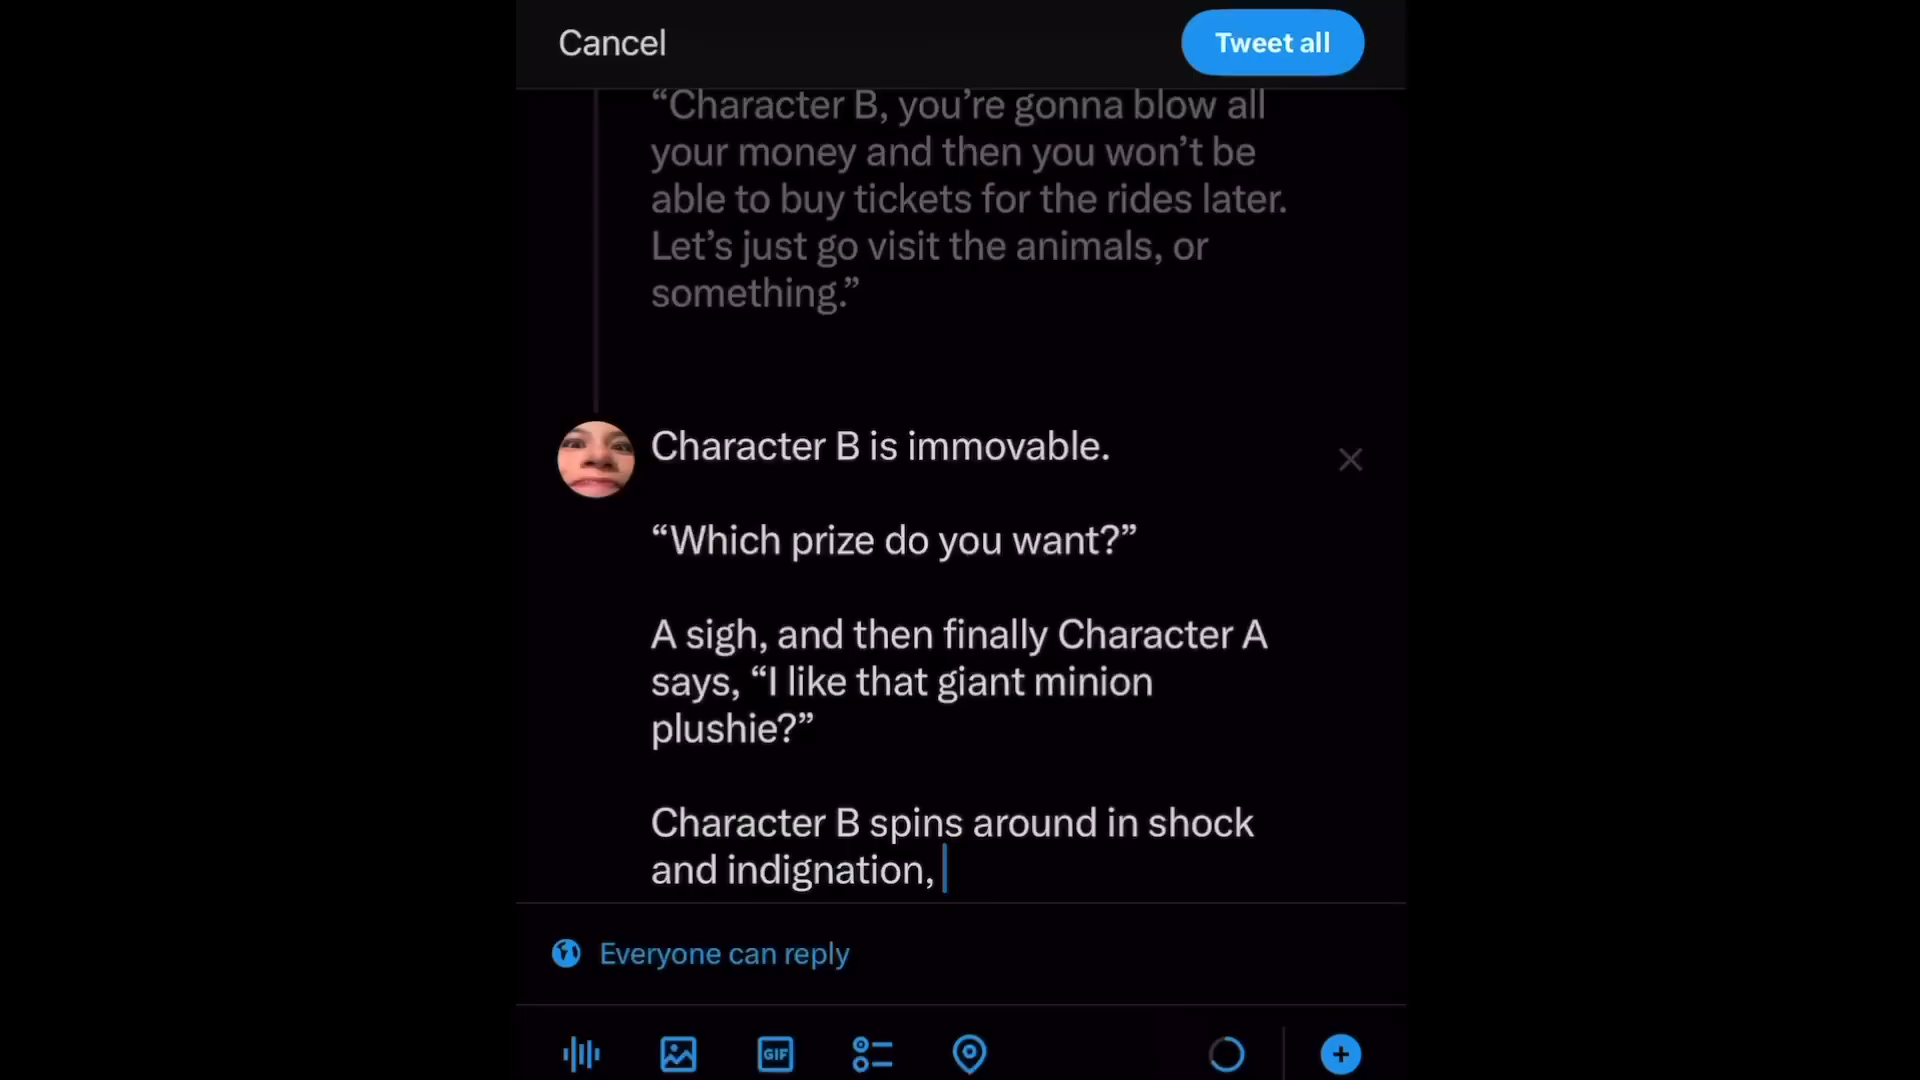 Cancel
Tweet all
“Character B, you’re gonna blow all
your money and then you won’t be
able to buy tickets for the rides later.
Let’s just go visit the animals, or
something.”
Character B is immovable.
“Which prize do you want?”
A sigh, and then finally Character A
says, “I like that giant minion
plushie?”
Character B spins around in shock
and indignation,
Everyone can reply
GIF